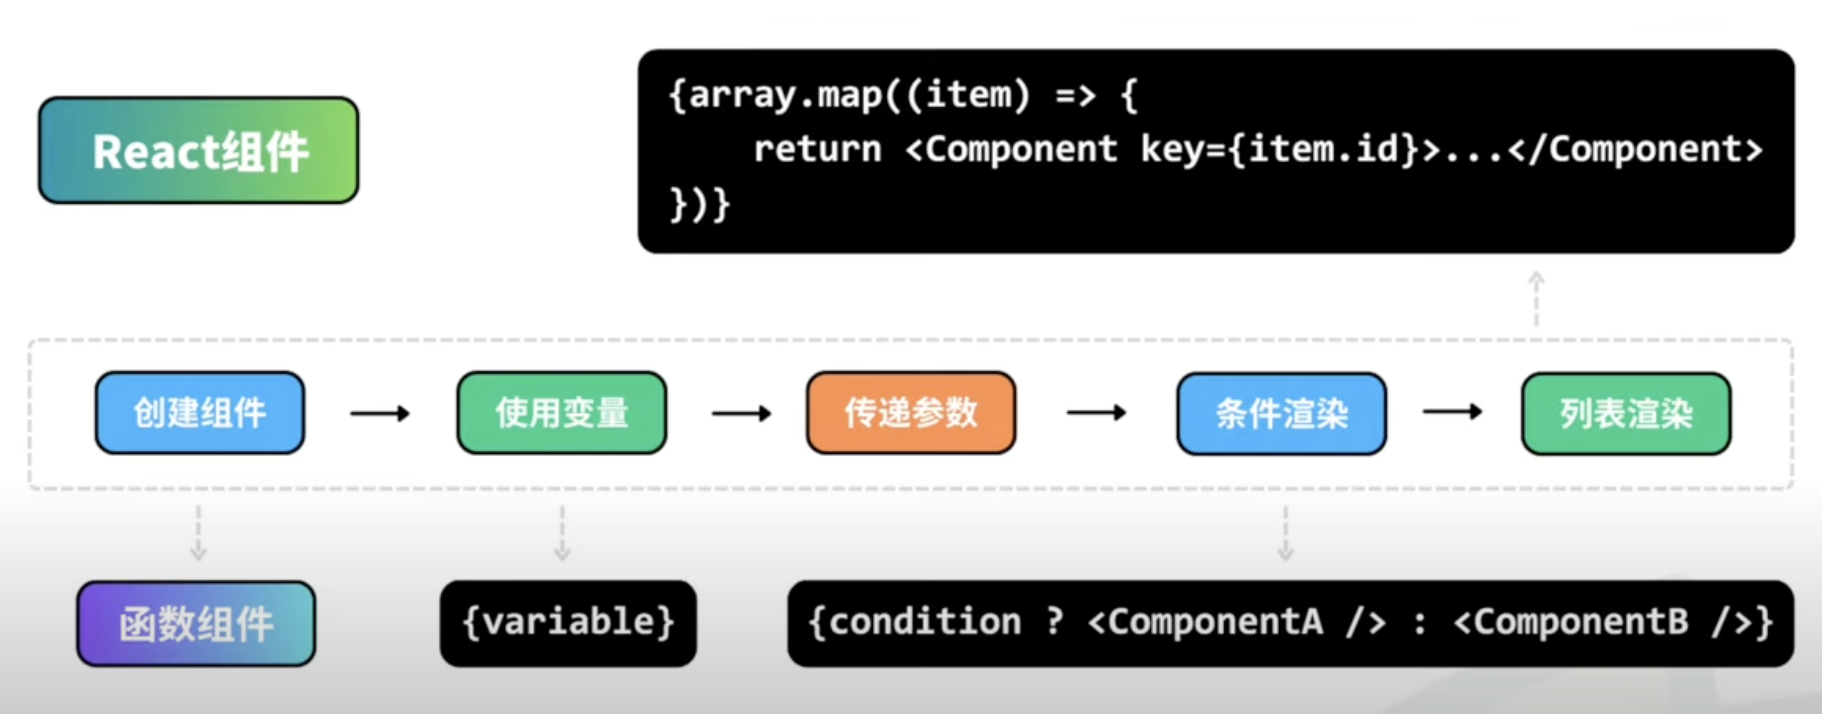 React组件
{array.map((item) => {
return <Component key={item.id}>...</Component>
})}
创建组件
使用变量
传递参数
条件渲染
列表渲染
函数组件
{variable}
{condition ? <ComponentA /> : <ComponentB />}